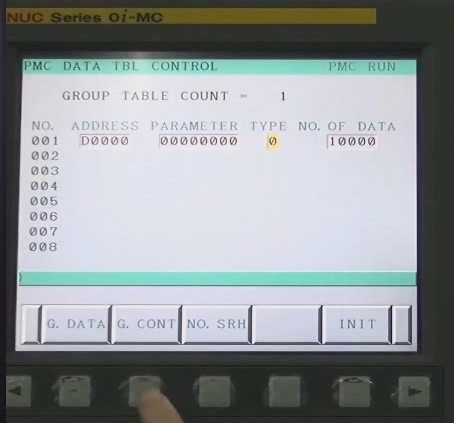 NUC Series 0i-MC
PMC DATA TBL CONTROL PMC RUN
GROUP TABLE COUNT = 1
NO. ADDRESS PARAMETER TYPE NO. OF DATA
001 D0000 00000000 0 10000
002
003
004
005
006
007
008
)
G. DATA G. CONT NO. SRH INIT